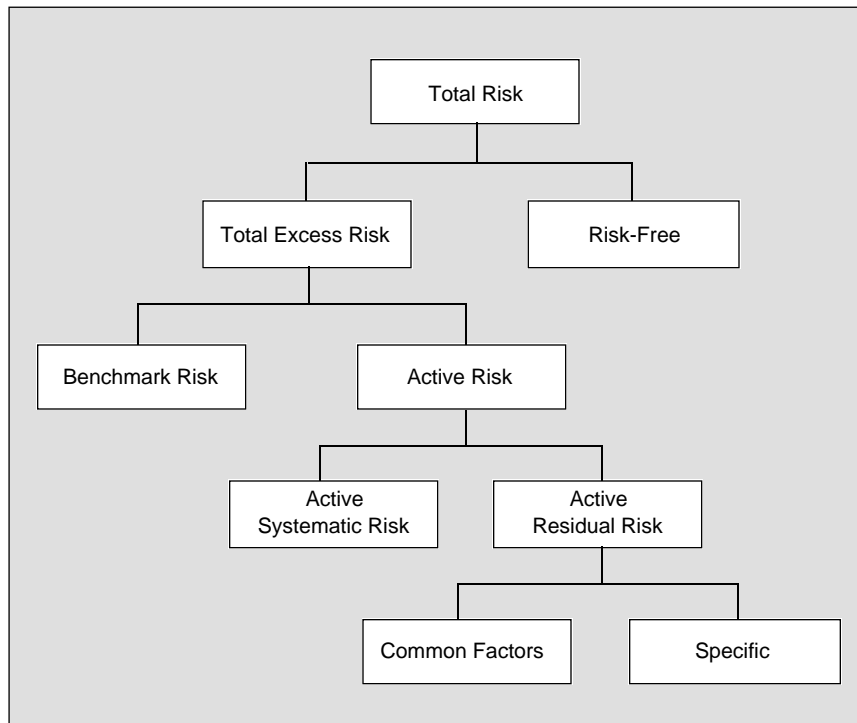 Total Risk
Total Excess Risk
Risk-Free
Benchmark Risk
Active Risk
Active
Systematic Risk
Active
Residual Risk
Common Factors
Specific